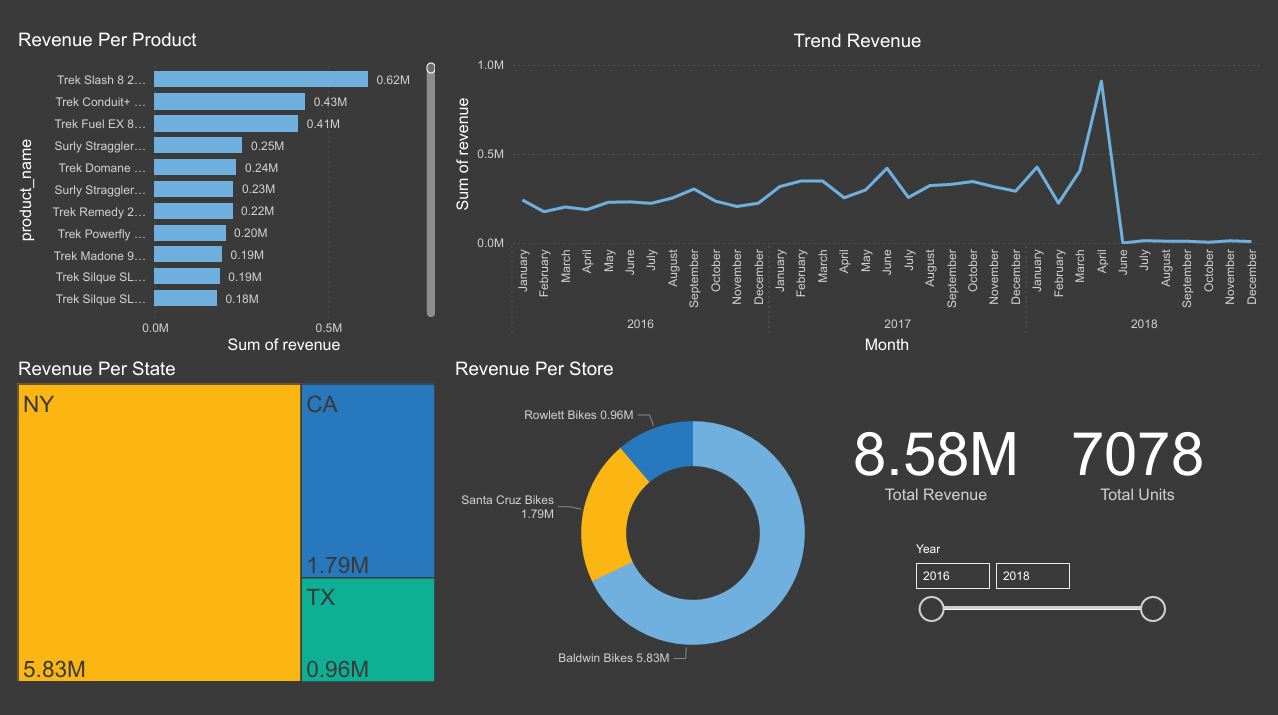 Revenue Per Product
product_name
Trek Slash 8 2... 0.62M
Trek Conduit+ ... 0.43M
Trek Fuel EX 8... 0.41M
Surly Straggler... 0.25M
Trek Domane ... 0.24M
Surly Straggler... 0.23M
Trek Remedy 2... 0.22M
Trek Powerfly ... 0.20M
Trek Madone 9... 0.19M
Trek Silque SL... 0.19M
Trek Silque SL... 0.18M
0.0M 0.5M
Sum of revenue
Trend Revenue
Sum of revenue
1.0M
0.5M
0.0M
January
February
March
April
May
June
July
August
September
October
November
December
January
February
March
April
May
June
July
August
September
October
November
December
January
February
March
April
June
July
August
September
October
November
December
2016 2017 2018
Month
Revenue Per State
NY
5.83M
CA
1.79M
TX
0.96M
Revenue Per Store
Rowlett Bikes 0.96M
Santa Cruz Bikes
1.79M
Baldwin Bikes 5.83M
8.58M
Total Revenue
7078
Total Units
Year
2016 2018